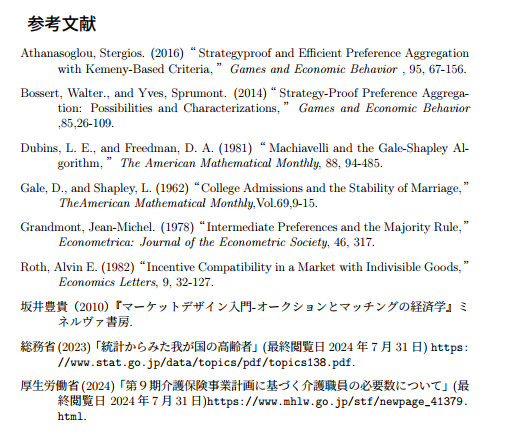 参考文献
Athanasoglou, Stergios. (2016) “ Strategyproof and Efficient Preference Aggregation
with Kemeny-Based Criteria, ” Games and Economic Behavior , 95, 67-156.
Bossert, Walter., and Yves, Sprumont. (2014) “ Strategy-Proof Preference Aggrega-
tion: Possibilities and Characterizations, ” Games and Economic Behavior
,85,26-109.
Dubins, L. E., and Freedman, D. A. (1981) “ Machiavelli and the Gale-Shapley Al-
gorithm, ” The American Mathematical Monthly, 88, 94-485.
Gale, D., and Shapley, L. (1962) “College Admissions and the Stability of Marriage,”
TheAmerican Mathematical Monthly,Vol.69,9-15.
Grandmont, Jean-Michel. (1978) “Intermediate Preferences and the Majority Rule,”
Econometrica: Journal of the Econometric Society, 46, 317.
Roth, Alvin E. (1982) “Incentive Compatibility in a Market with Indivisible Goods,”
Economics Letters, 9, 32-127.
坂井豊貴（2010）『マーケットデザイン入門-オークションとマッチングの経済学』ミ
ネルヴァ書房.
総務省(2023)「統計からみた我が国の高齢者」(最終閲覧日 2024 年 7 月 31 日) https:
//www.stat.go.jp/data/topics/pdf/topics138.pdf.
厚生労働省(2024)「第 9 期介護保険事業計画に基づく介護職員の必要数について」(最
終閲覧日 2024 年 7 月 31 日)https://www.mhlw.go.jp/stf/newpage_41379.
html.